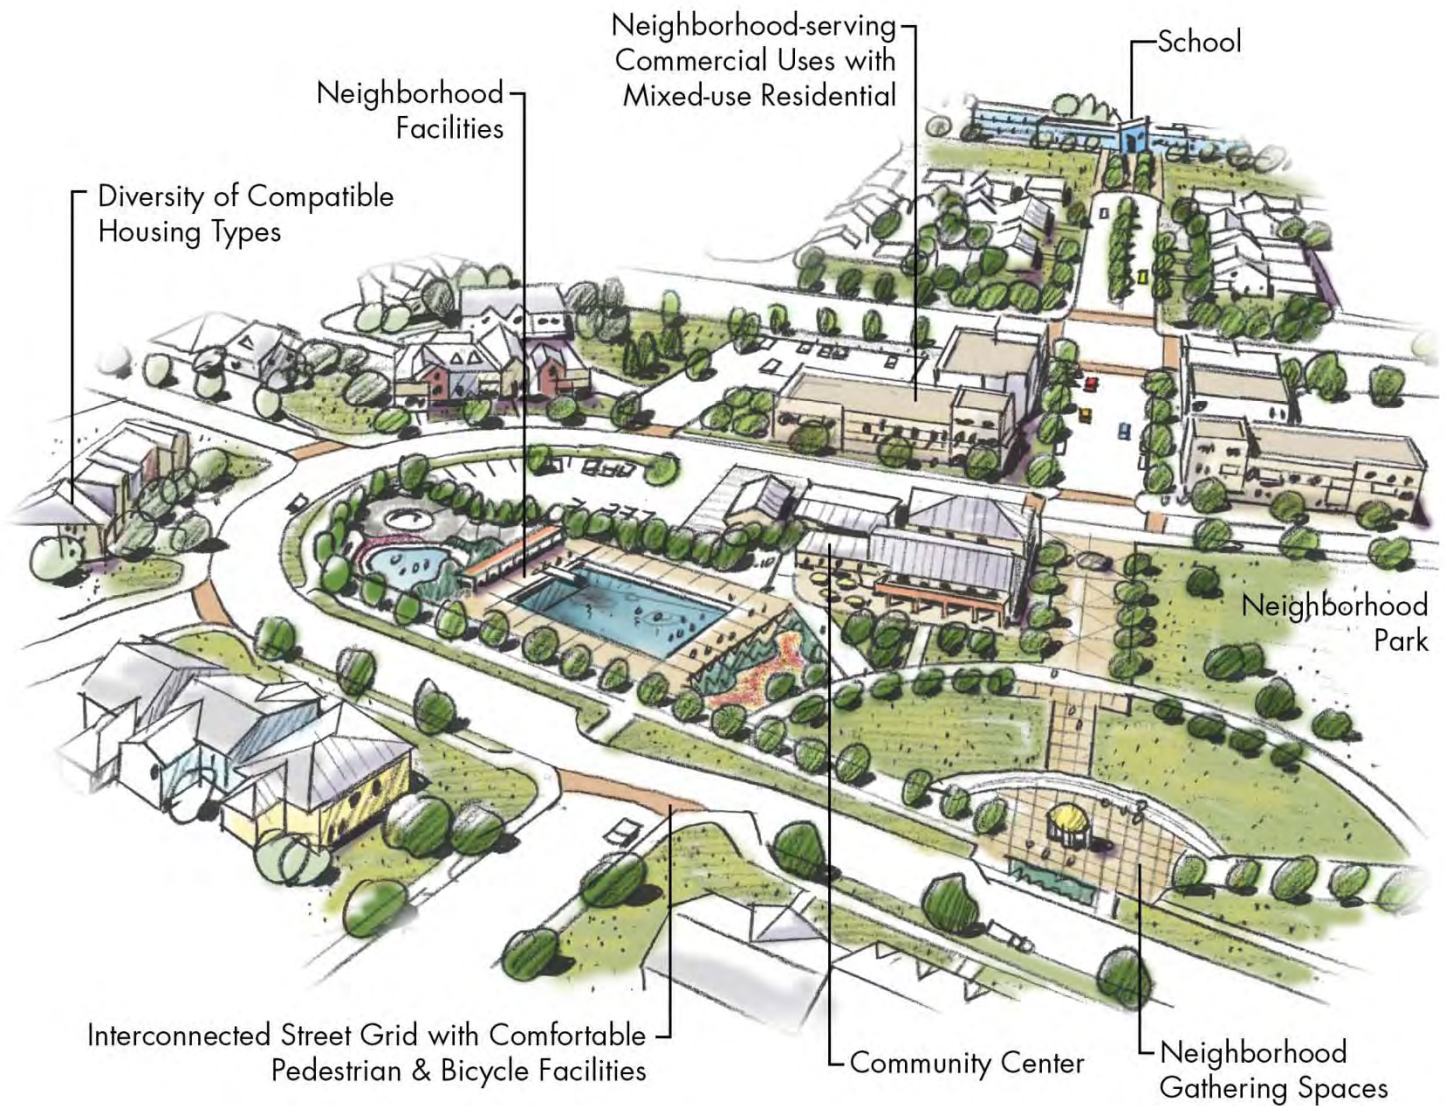 Neighborhood-serving
Commercial Uses with
Mixed-use Residential
School
Neighborhood
Facilities
Diversity of Compatible
Housing Types
Neighborhood
Park
Interconnected Street Grid with Comfortable
Pedestrian & Bicycle Facilities
Community Center
Neighborhood
Gathering Spaces